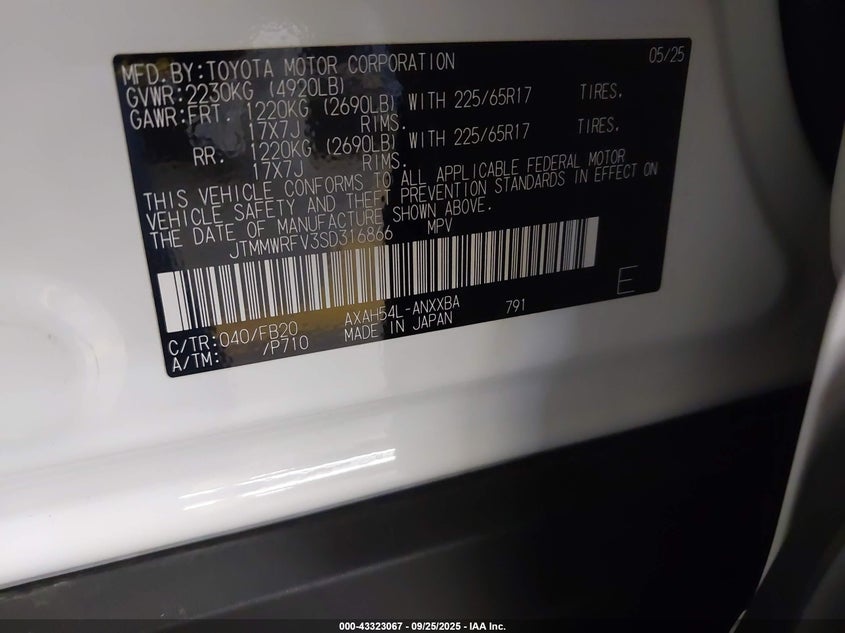 MFD.BY:TOYOTA MOTOR CORPORATION 05/25
GVWR:2230KG (4920LB)
GAWR:FRT. 1220KG (2690LB) WITH 225/65R17 TIRES.
17X7J RIMS.
RR. 1220KG (2690LB) WITH 225/65R17 TIRES.
17X7J RIMS.
THIS VEHICLE CONFORMS TO ALL APPLICABLE FEDERAL MOTOR
VEHICLE SAFETY AND THEFT PREVENTION STANDARDS IN EFFECT ON
THE DATE OF MANUFACTURE SHOWN ABOVE.
JTMMWRFV3SD316866 MPV
E
C/TR:040/FB20 AXAH54L-ANXXBA 791
A/TM: /P710 MADE IN JAPAN
000-43323067 - 09/25/2025 - IAA Inc.